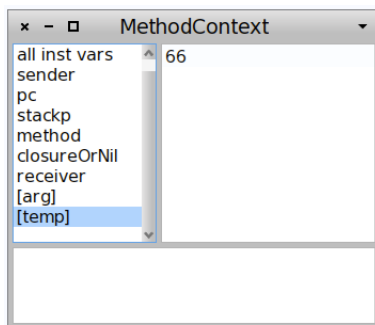 MethodContext
all inst vars
sender
pc
stackp
method
closureOrNil
receiver
[arg]
[temp]
66